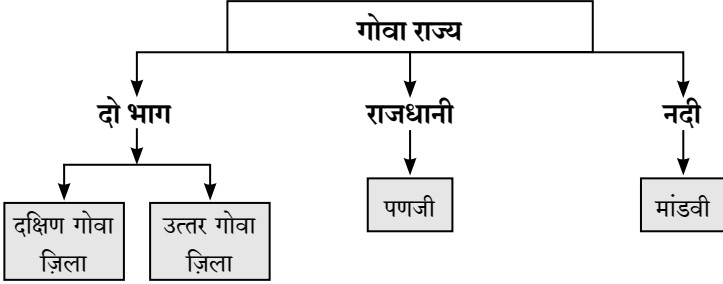 गोवा राज्य
दो भाग
राजधानी
नदी
दक्षिण गोवा
ज़िला
उत्तर गोवा
ज़िला
पणजी
मांडवी